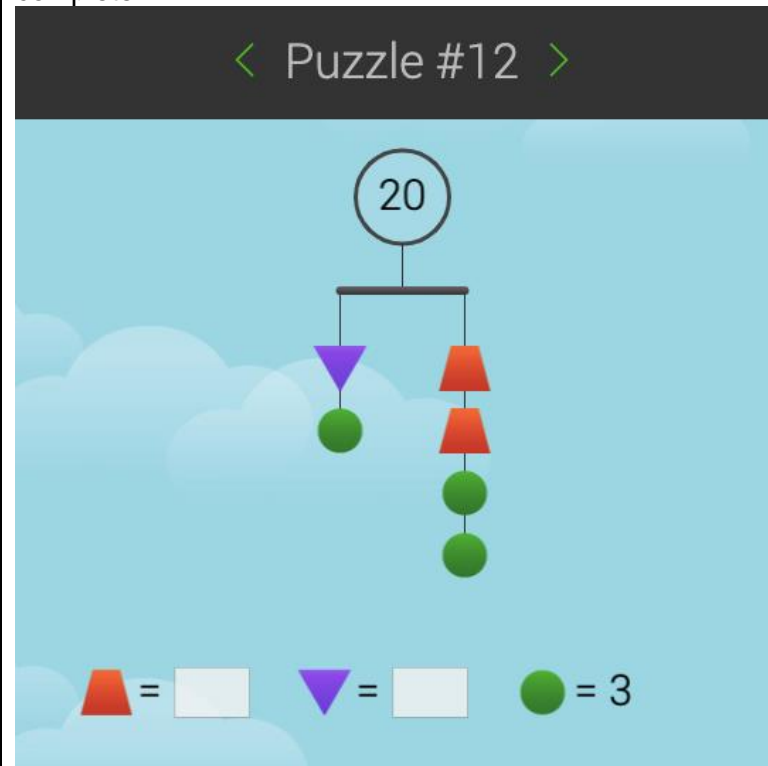 < Puzzle #12 >
20
= = = 3